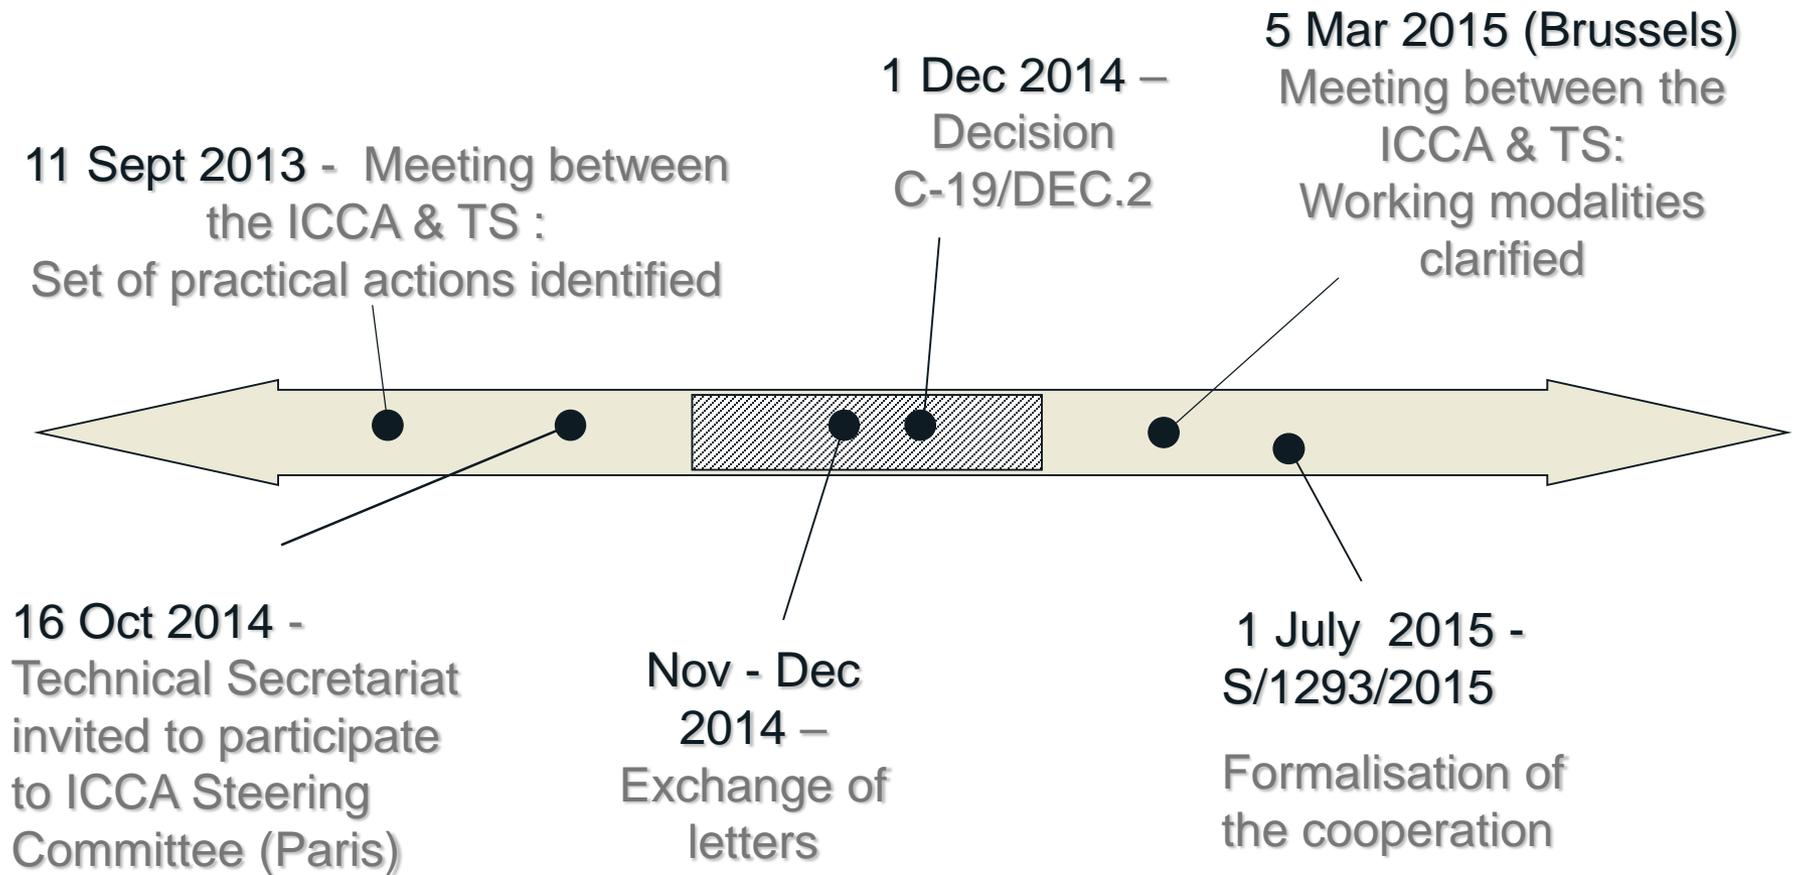 11 Sept 2013 - Meeting between
the ICCA & TS :
Set of practical actions identified
1 Dec 2014 –
Decision
C-19/DEC.2
5 Mar 2015 (Brussels)
Meeting between the
ICCA & TS:
Working modalities
clarified
16 Oct 2014 -
Technical Secretariat
invited to participate
to ICCA Steering
Committee (Paris)
Nov - Dec
2014 –
Exchange of
letters
1 July 2015 -
S/1293/2015
Formalisation of
the cooperation